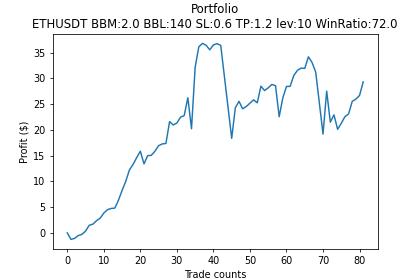 Portfolio
ETHUSDT BBM:2.0 BBL:140 SL:0.6 TP:1.2 lev:10 WinRatio:72.0
Profit ($)
35
30
25
20
15
10
5
0
0 10 20 30 40 50 60 70 80
Trade counts